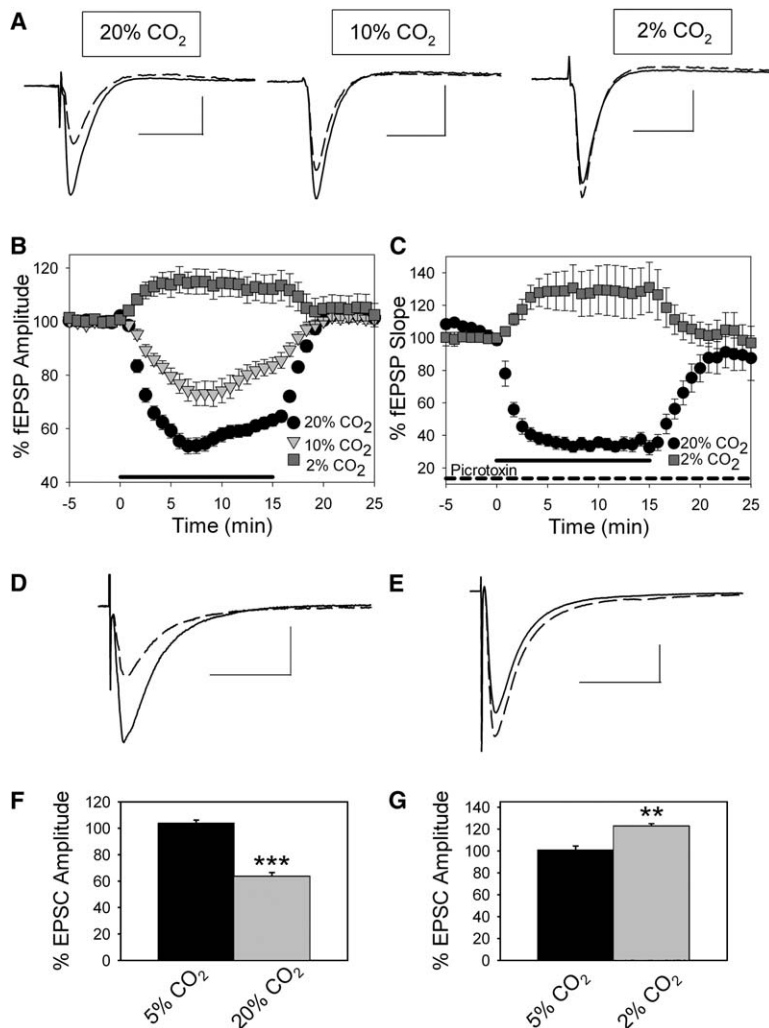 A
20% CO₂
10% CO₂
2% CO₂
B
% fEPSP Amplitude
120
100
80
60
40
20% CO₂
10% CO₂
2% CO₂
-5 0 5 10 15 20 25
Time (min)
C
% fEPSP Slope
140
120
100
80
60
40
20
20% CO₂
2% CO₂
Picrotoxin
-5 0 5 10 15 20 25
Time (min)
D
E
F
% EPSC Amplitude
120
100
80
60
40
20
0
***
5% CO₂
20% CO₂
G
% EPSC Amplitude
140
120
100
80
60
40
20
0
**
5% CO₂
2% CO₂